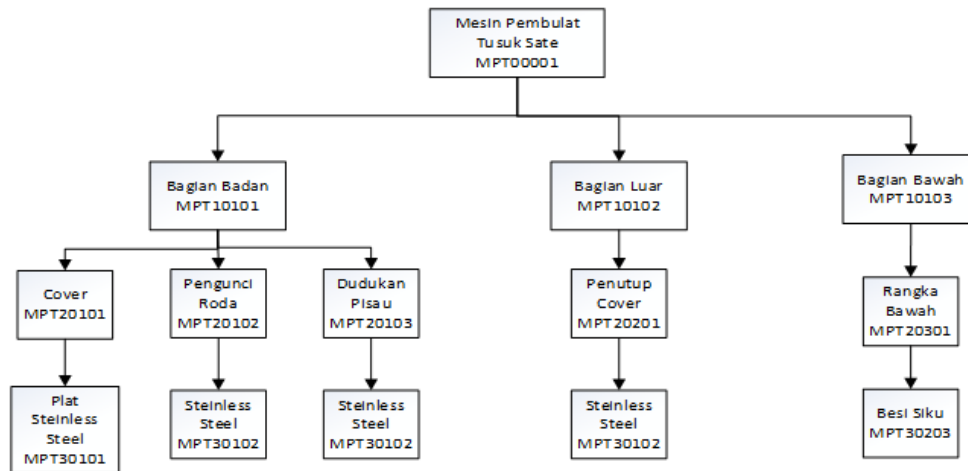 Mesin Pembulat
Tusuk Sate
MPT00001
Bagian Badan
MPT10101
Bagian Luar
MPT10102
Bagian Bawah
MPT10103
Cover
MPT20101
Pengunci
Roda
MPT20102
Dudukan
Pisau
MPT20103
Penutup
Cover
MPT20201
Rangka
Bawah
MPT20301
Plat
Steinless
Steel
MPT30101
Steinless
Steel
MPT30102
Steinless
Steel
MPT30102
Steinless
Steel
MPT30102
Besi Siku
MPT30203